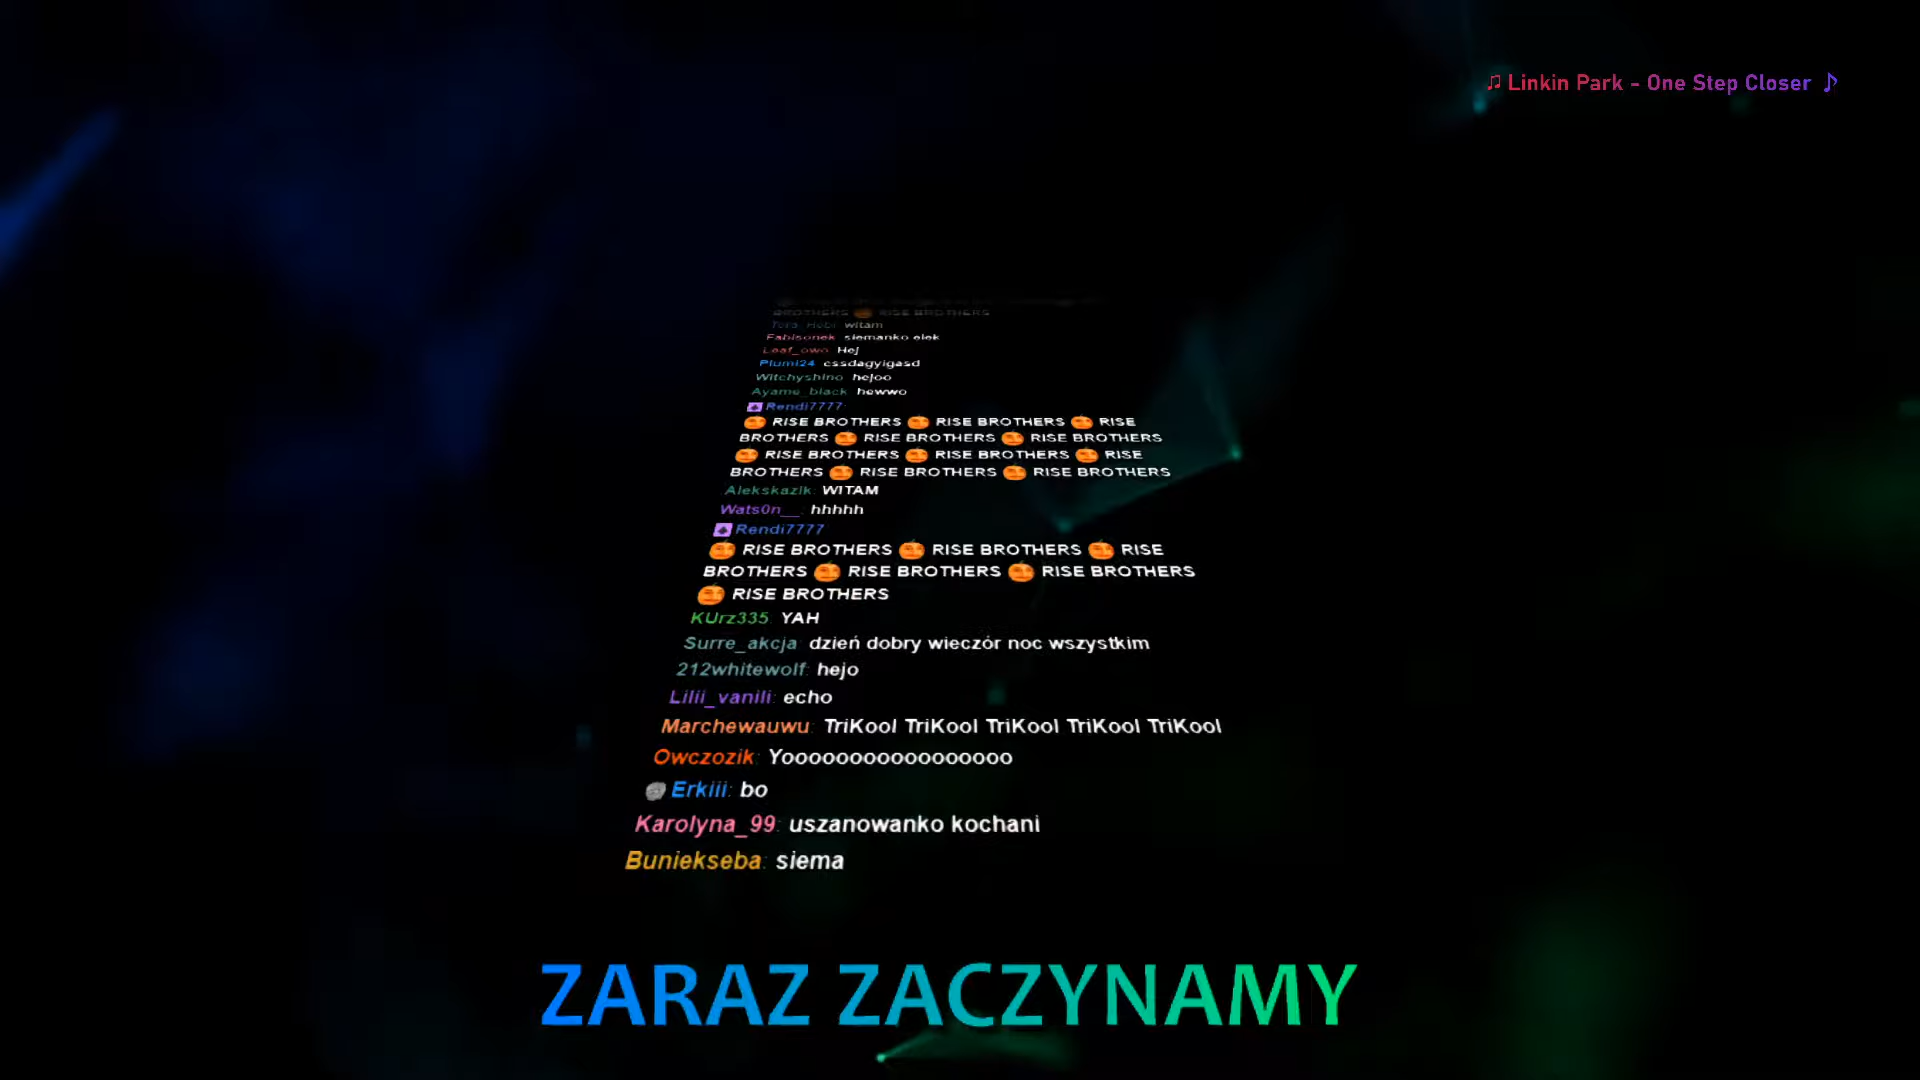 ♫ Linkin Park - One Step Closer ♪
BROTHERS 🎃 RISE BROTHERS
witam
Fabisonek siemanko elek
Leaf_owo Hej
Plumi24 cssdagyigasd
Witchyshino hejoo
Ayame_black hewwo
Rendi7777:
🎃 RISE BROTHERS 🎃 RISE BROTHERS 🎃 RISE
BROTHERS 🎃 RISE BROTHERS 🎃 RISE BROTHERS
🎃 RISE BROTHERS 🎃 RISE BROTHERS 🎃 RISE
BROTHERS 🎃 RISE BROTHERS 🎃 RISE BROTHERS
Alekskazik: WITAM
Wats0n__: hhhhh
Rendi7777
🎃 RISE BROTHERS 🎃 RISE BROTHERS 🎃 RISE
BROTHERS 🎃 RISE BROTHERS 🎃 RISE BROTHERS
🎃 RISE BROTHERS
KUrz335: YAH
Surre_akcja: dzień dobry wieczór noc wszystkim
212whitewolf: hejo
Lilii_vanili: echo
Marchewauwu: TriKool TriKool TriKool TriKool TriKool
Owczozik: Yooooooooooooooooo
Erkiii: bo
Karolyna_99: uszanowanko kochani
Buniekseba: siema
ZARAZ ZACZYNAMY